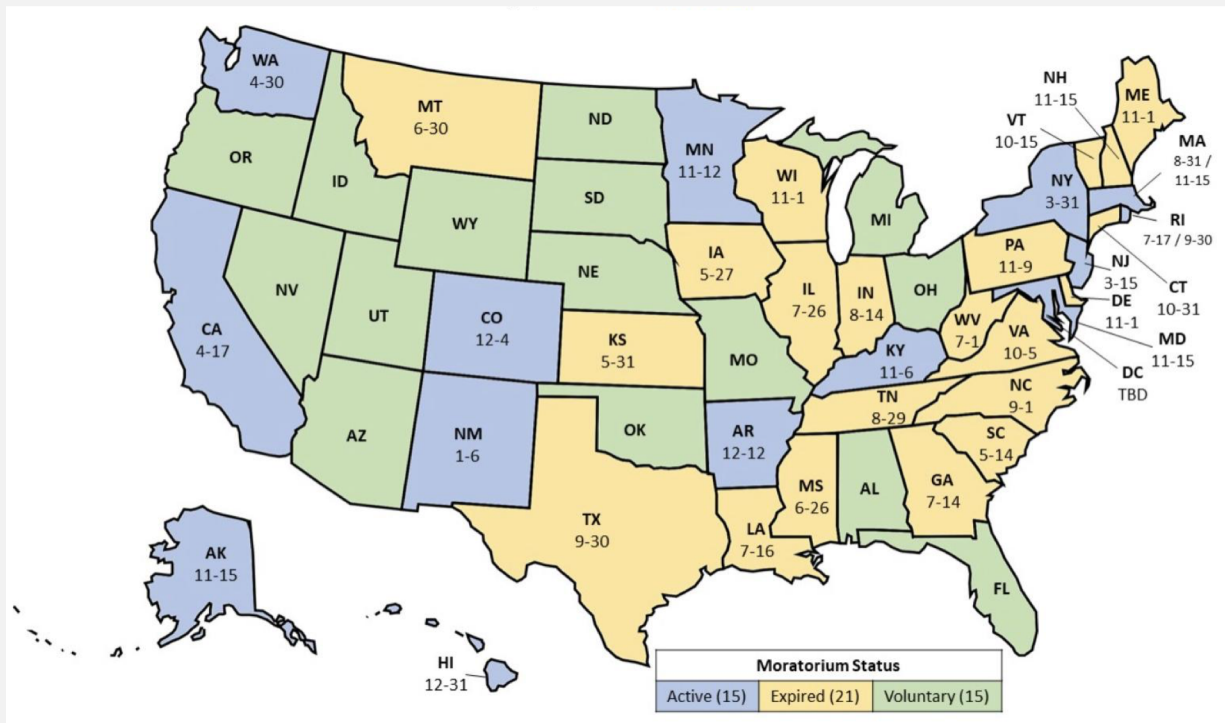 WA
4-30
MT
6-30
ND
MN
11-12
OR
ID
WY
SD
WI
11-1
MI
NH
11-15
VT
10-15
ME
11-1
MA
8-31 /
11-15
NY
3-31
RI
7-17 / 9-30
NV
UT
CO
12-4
NE
IA
5-27
IL
7-26
IN
8-14
OH
PA
11-9
NJ
3-15
DE
11-1
CT
10-31
MD
11-15
DC
TBD
CA
4-17
KS
5-31
MO
KY
11-6
WV
7-1
VA
10-5
AZ
NM
1-6
OK
AR
12-12
TN
8-29
NC
9-1
SC
5-14
TX
9-30
LA
7-16
MS
6-26
AL
GA
7-14
FL
AK
11-15
HI
12-31
Moratorium Status
Active (15)
Expired (21)
Voluntary (15)